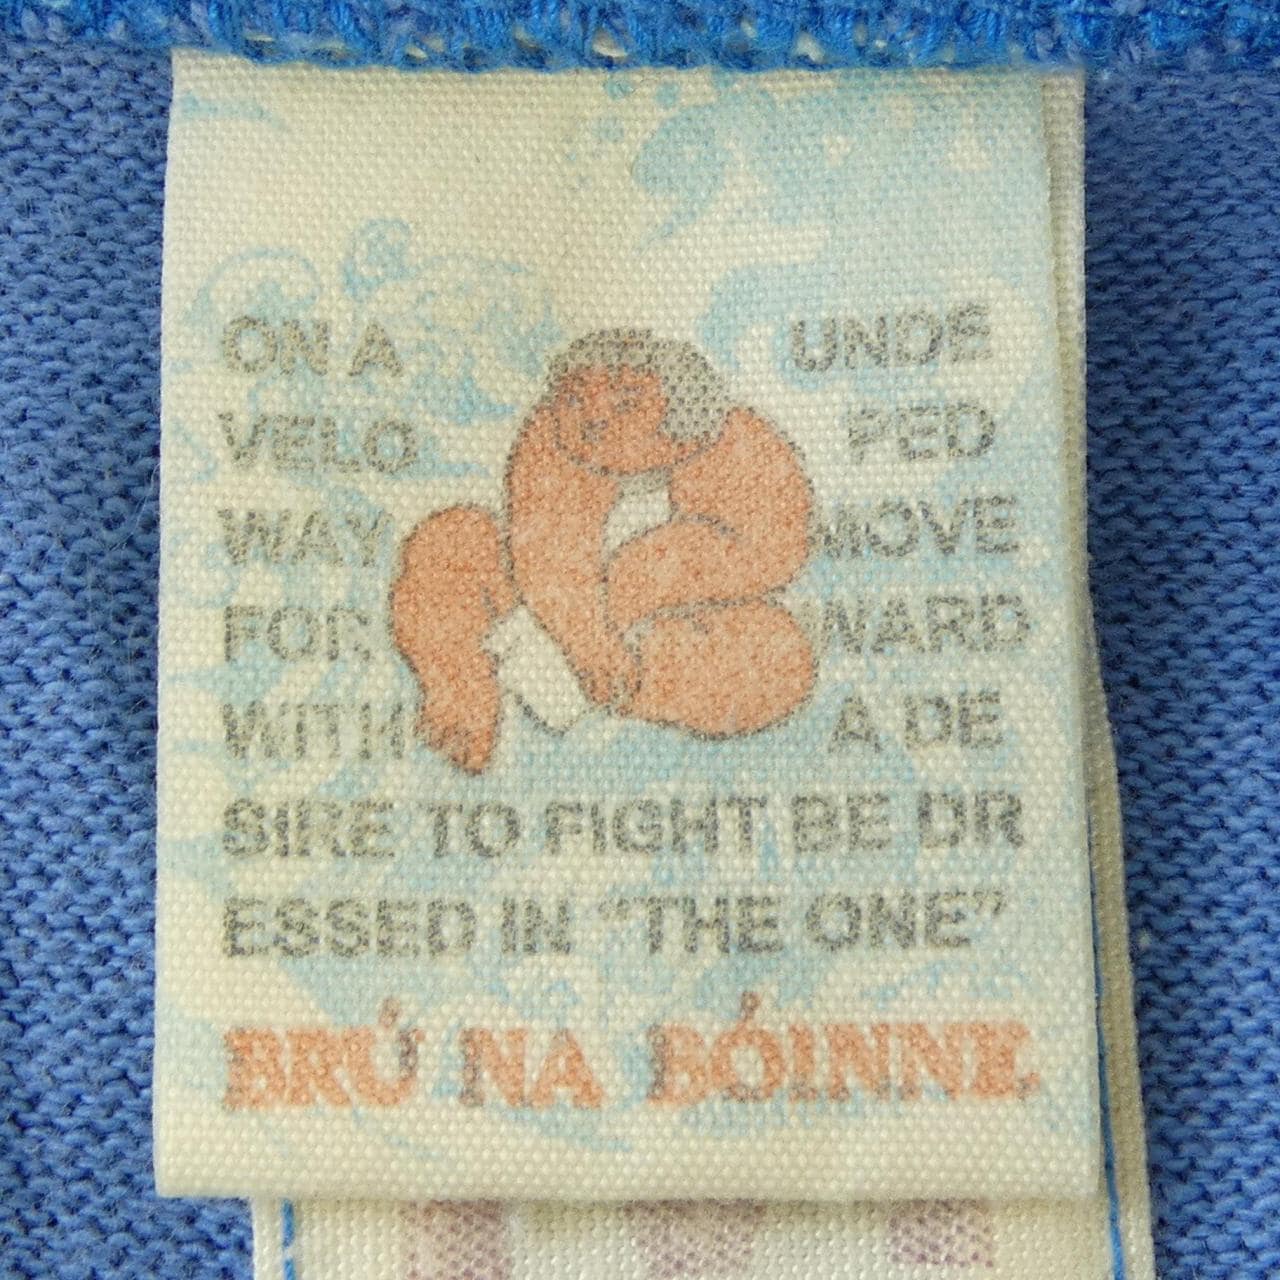 ON A UNDE
VELO PED
WAY MOVE
FOR WARD
WITH A DE
SIRE TO FIGHT BE DR
ESSED IN “THE ONE”
BRÚ NA BÓINNE